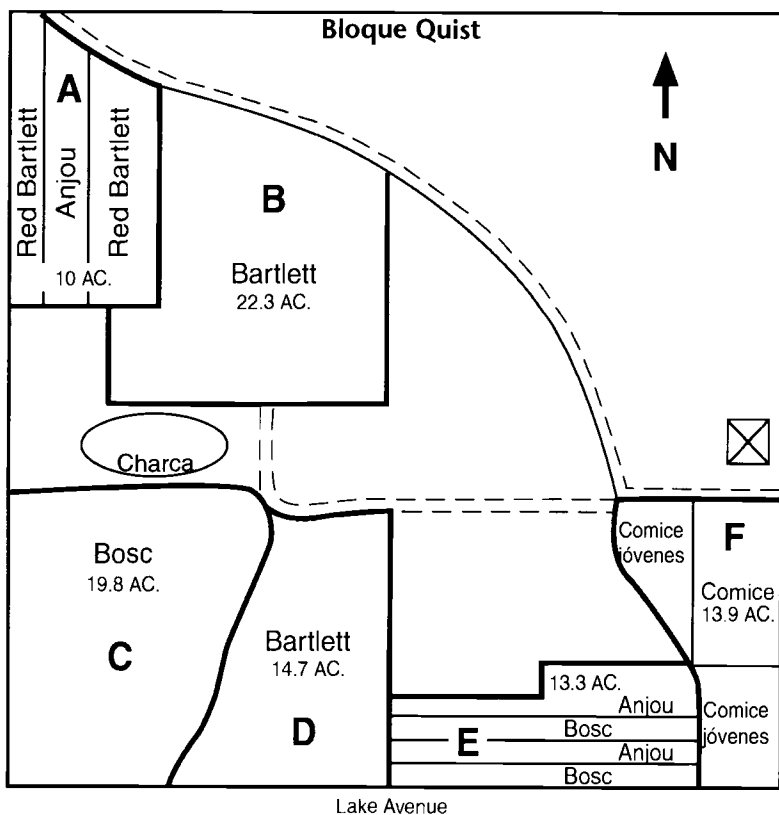 Bloque Quist
N
A
Red Bartlett
Anjou
Red Bartlett
10 AC.
B
Bartlett
22.3 AC.
Charca
Bosc
19.8 AC.
C
Bartlett
14.7 AC.
D
Comice
jóvenes
F
Comice
13.9 AC.
13.3 AC.
Anjou
Bosc
E
Anjou
Bosc
Comice
jóvenes
Lake Avenue